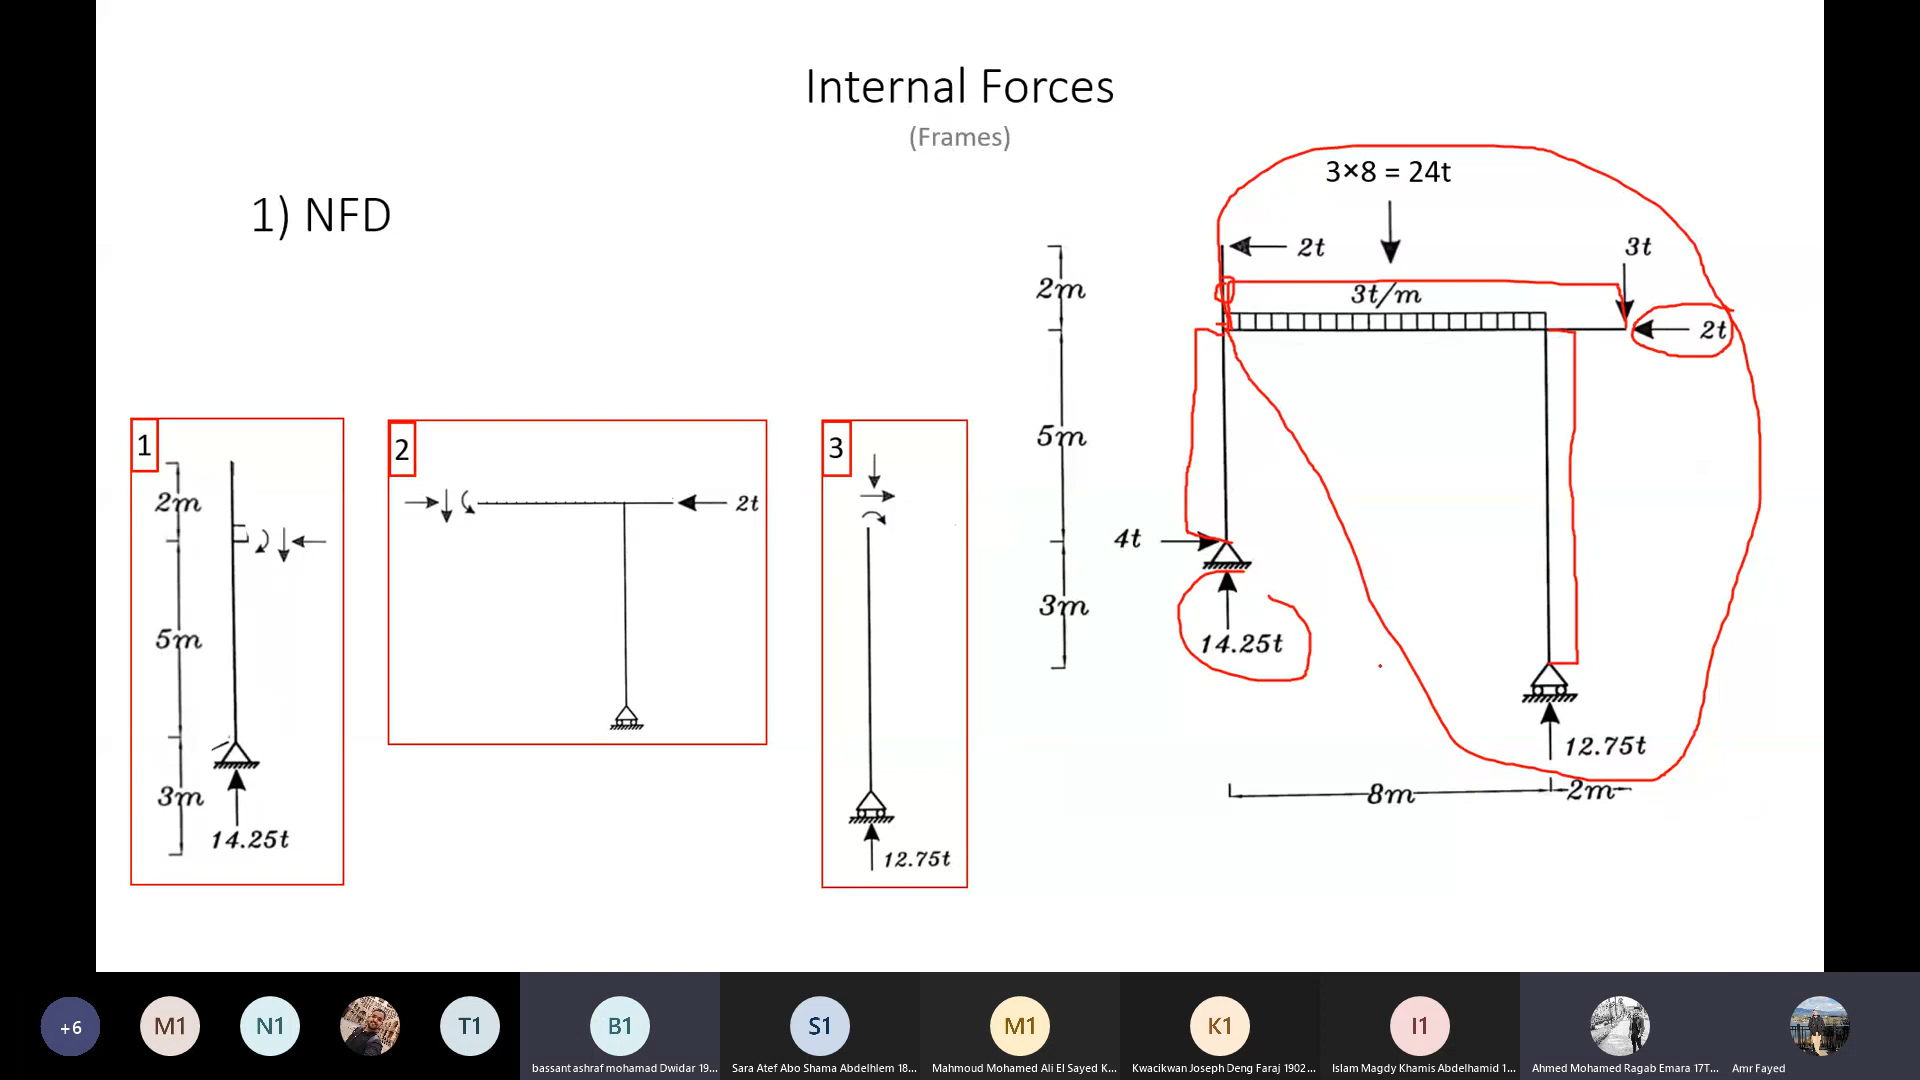 Internal Forces
(Frames)
1) NFD
3×8 = 24t
2t
3t
2m
3t/m
2t
5m
4t
3m
14.25t
12.75t
8m
2m
1
2m
5m
3m
14.25t
2
2t
3
12.75t
+6
M1
N1
T1
B1
bassant ashraf mohamad Dwidar 19...
S1
Sara Atef Abo Shama Abdelhlem 18...
M1
Mahmoud Mohamed Ali El Sayed K...
K1
Kwacikwan Joseph Deng Faraj 1902...
I1
Islam Magdy Khamis Abdelhamid 1...
Ahmed Mohamed Ragab Emara 17T...
Amr Fayed